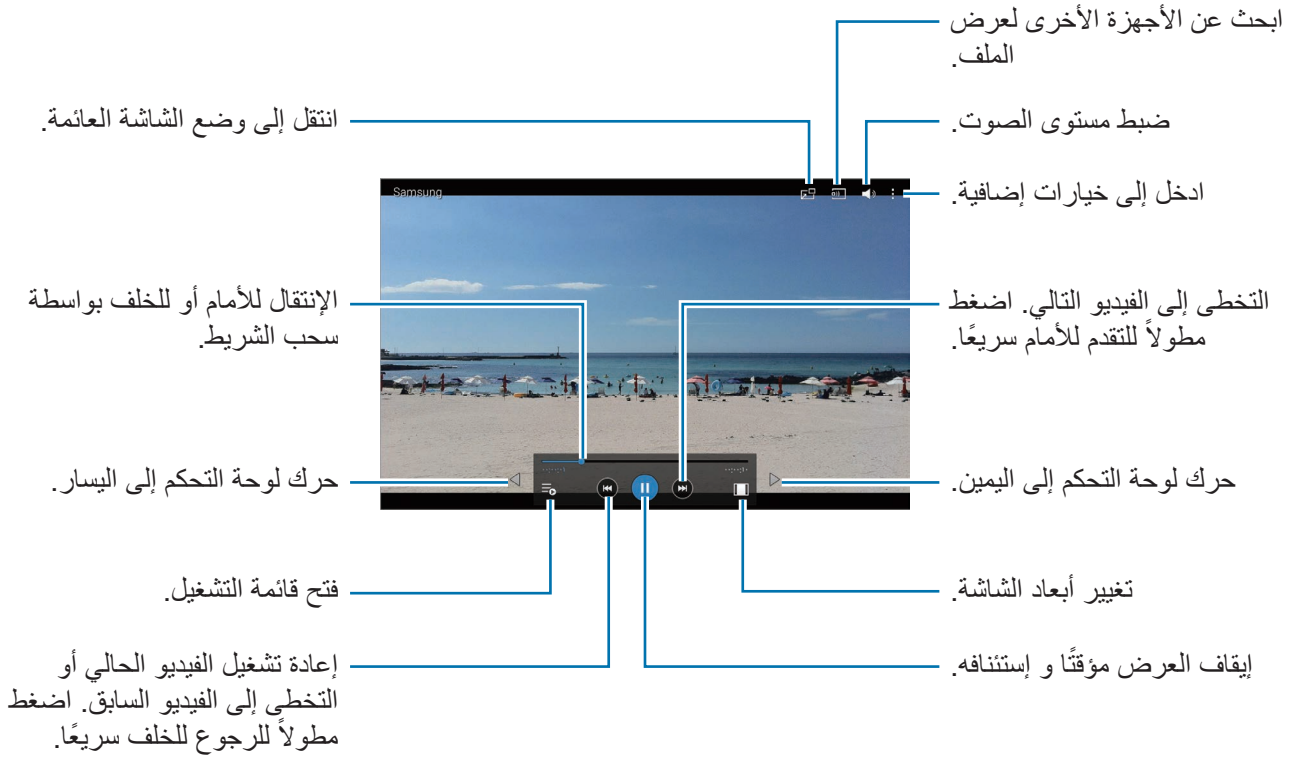 ابحث عن الأجهزة الأخرى لعرض
الملف.
انتقل إلى وضع الشاشة العائمة.
ضبط مستوى الصوت.
ادخل إلى خيارات إضافية.
Samsung
الإنتقال للأمام أو للخلف بواسطة
سحب الشريط.
التخطى إلى الفيديو التالي. اضغط
مطولاً للتقدم للأمام سريعًا.
حرك لوحة التحكم إلى اليسار.
حرك لوحة التحكم إلى اليمين.
فتح قائمة التشغيل.
تغيير أبعاد الشاشة.
إعادة تشغيل الفيديو الحالي أو
التخطى إلى الفيديو السابق. اضغط
مطولاً للرجوع للخلف سريعًا.
إيقاف العرض مؤقتًا و إستئنافه.